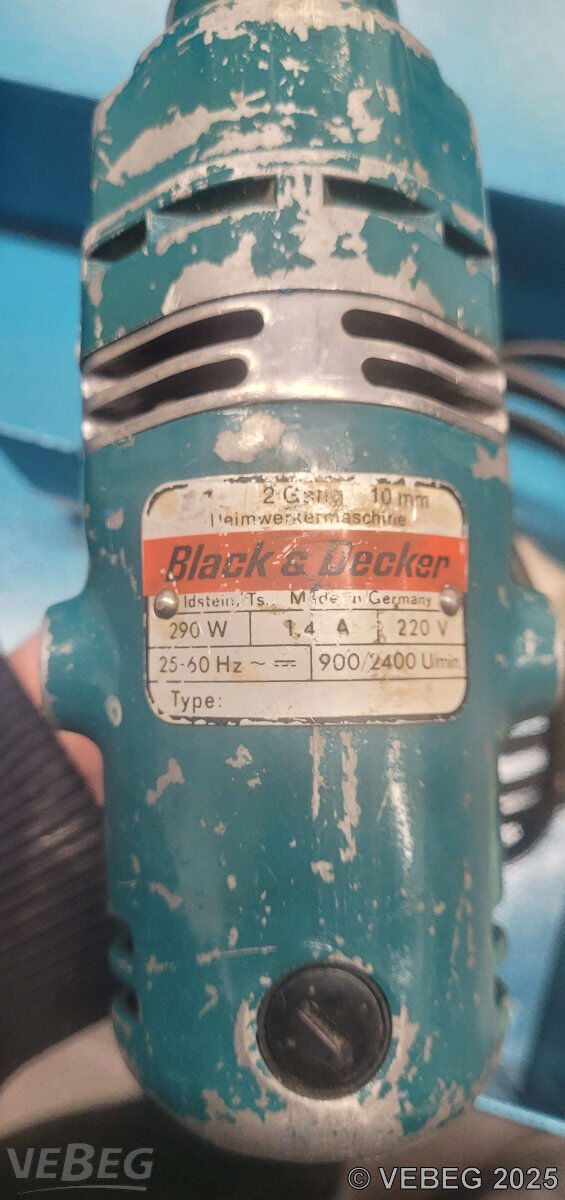 2 Gang 10 mm
Heimwerkermaschine
Black & Decker
Idstein/Ts. Made in Germany
290 W 1,4 A 220 V
25-60 Hz ~ ⎓ 900/2400 U/min.
Type:
VEBEG
© VEBEG 2025